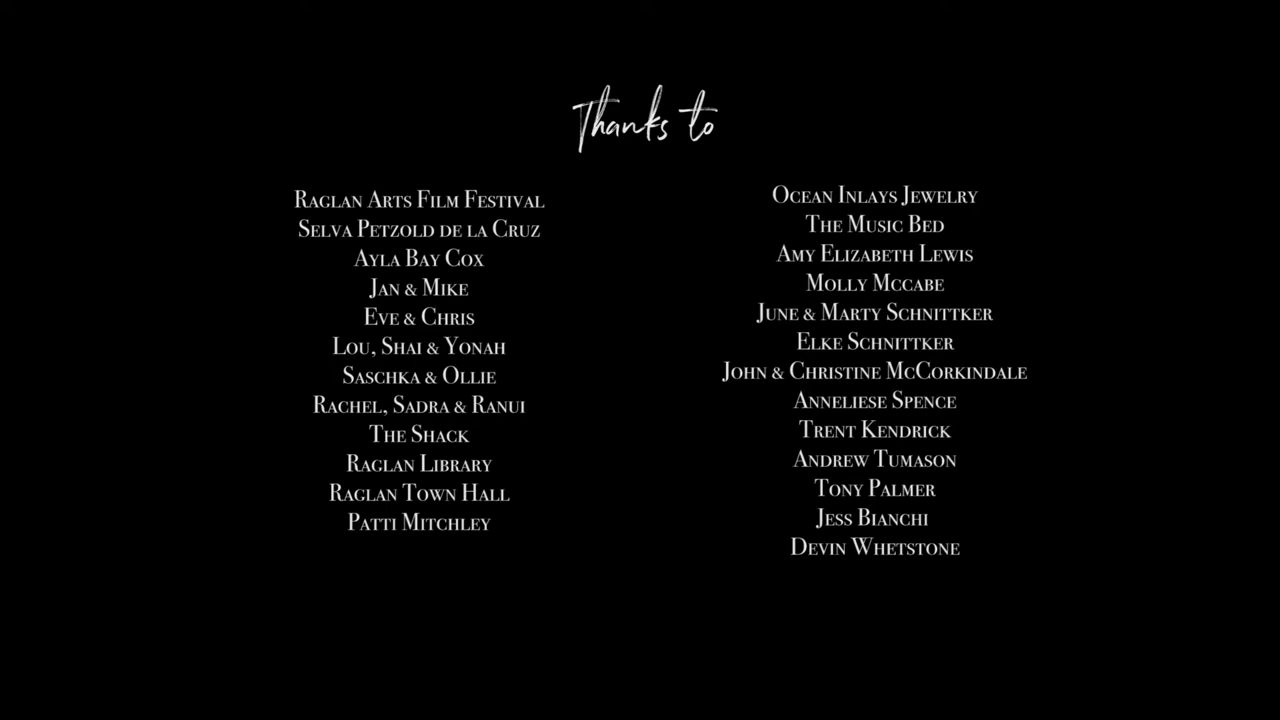 Thanks to
Raglan Arts Film Festival
Selva Petzold de la Cruz
Ayla Bay Cox
Jan & Mike
Eve & Chris
Lou, Shai & Yonah
Saschka & Ollie
Rachel, Sadra & Ranui
The Shack
Raglan Library
Raglan Town Hall
Patti Mitchley
Ocean Inlays Jewelry
The Music Bed
Amy Elizabeth Lewis
Molly Mccabe
June & Marty Schnittker
Elke Schnittker
John & Christine McCorkindale
Anneliese Spence
Trent Kendrick
Andrew Tumason
Tony Palmer
Jess Bianchi
Devin Whetstone